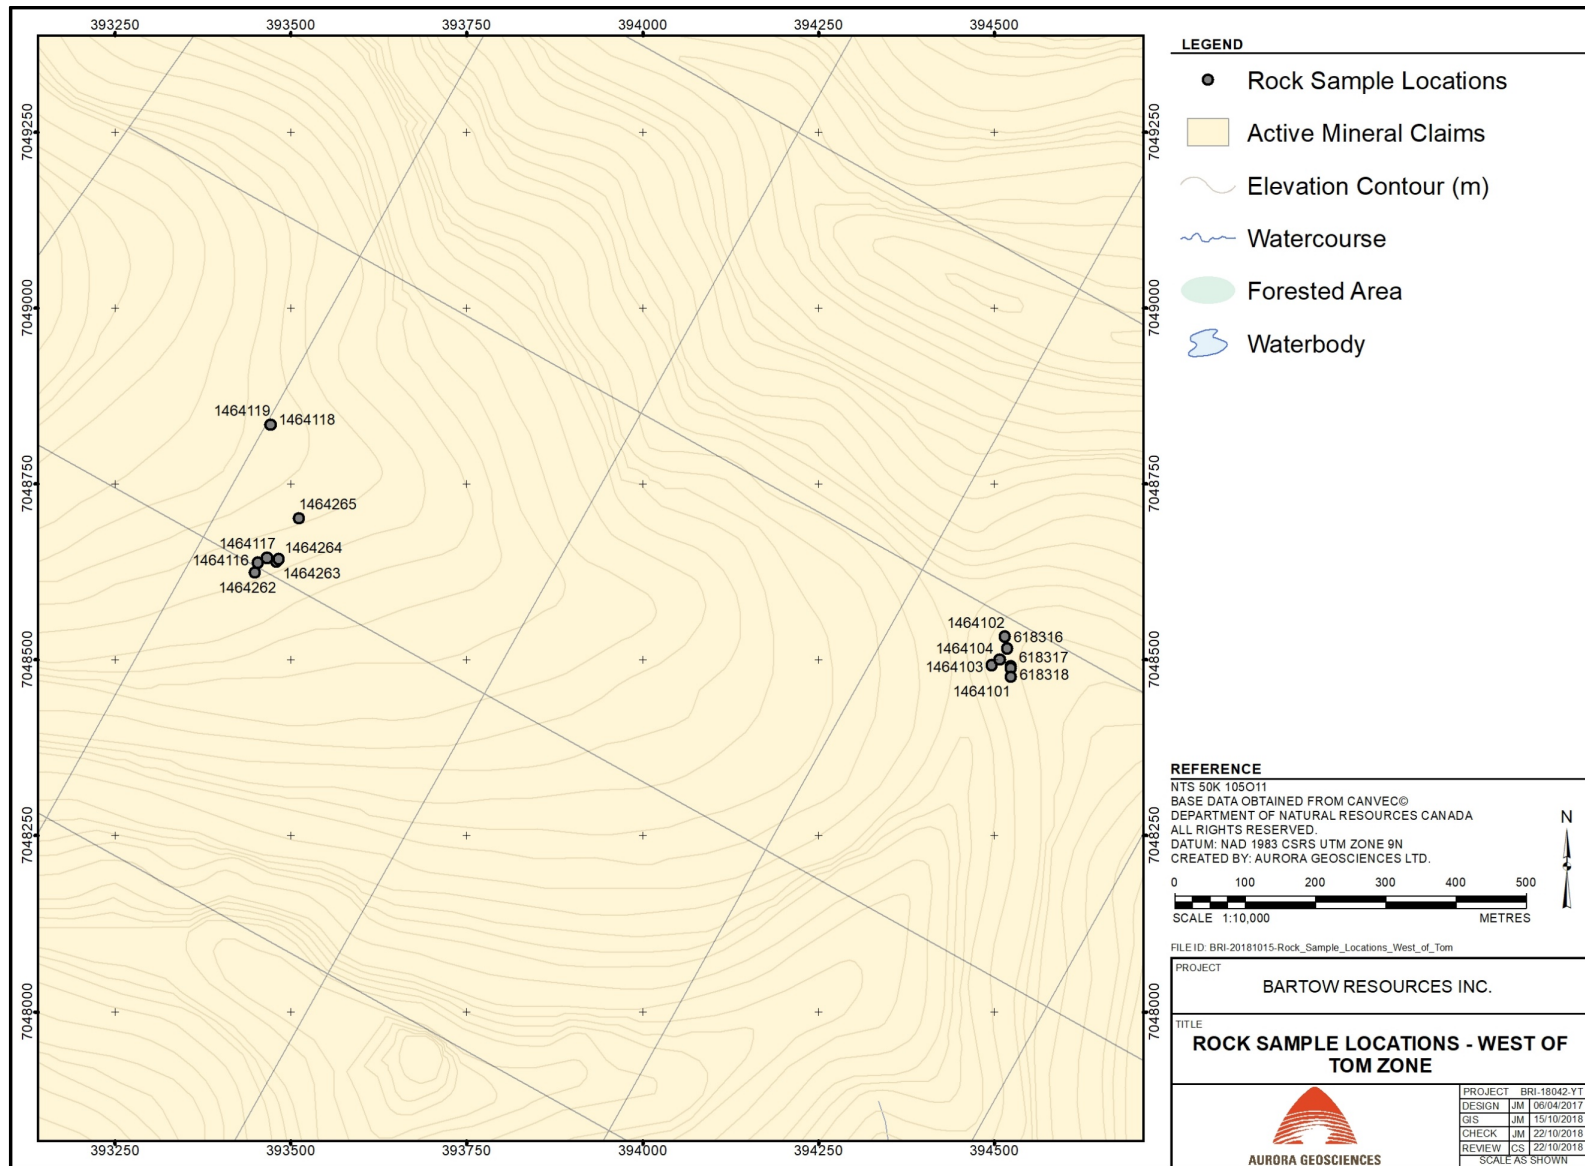 393250 393500 393750 394000 394250 394500
7049250 7049250
7049000 7049000
7048750 7048750
7048500 7048500
7048250 7048250
7048000 7048000
1464119
1464118
1464265
1464117
1464264
1464116
1464263
1464262
1464102
618316
1464104
618317
1464103
618318
1464101
393250 393500 393750 394000 394250 394500
LEGEND
Rock Sample Locations
Active Mineral Claims
Elevation Contour (m)
Watercourse
Forested Area
Waterbody
REFERENCE
NTS 50K 105O11
BASE DATA OBTAINED FROM CANVEC©
DEPARTMENT OF NATURAL RESOURCES CANADA
ALL RIGHTS RESERVED.
DATUM: NAD 1983 CSRS UTM ZONE 9N
CREATED BY: AURORA GEOSCIENCES LTD.
N
0 100 200 300 400 500
SCALE 1:10,000 METRES
FILE ID: BRI-20181015-Rock_Sample_Locations_West_of_Tom
PROJECT
BARTOW RESOURCES INC.
TITLE
ROCK SAMPLE LOCATIONS - WEST OF
TOM ZONE
AURORA GEOSCIENCES
PROJECT BRI-18042-YT
DESIGN JM 06/04/2017
GIS JM 15/10/2018
CHECK JM 22/10/2018
REVIEW CS 22/10/2018
SCALE AS SHOWN